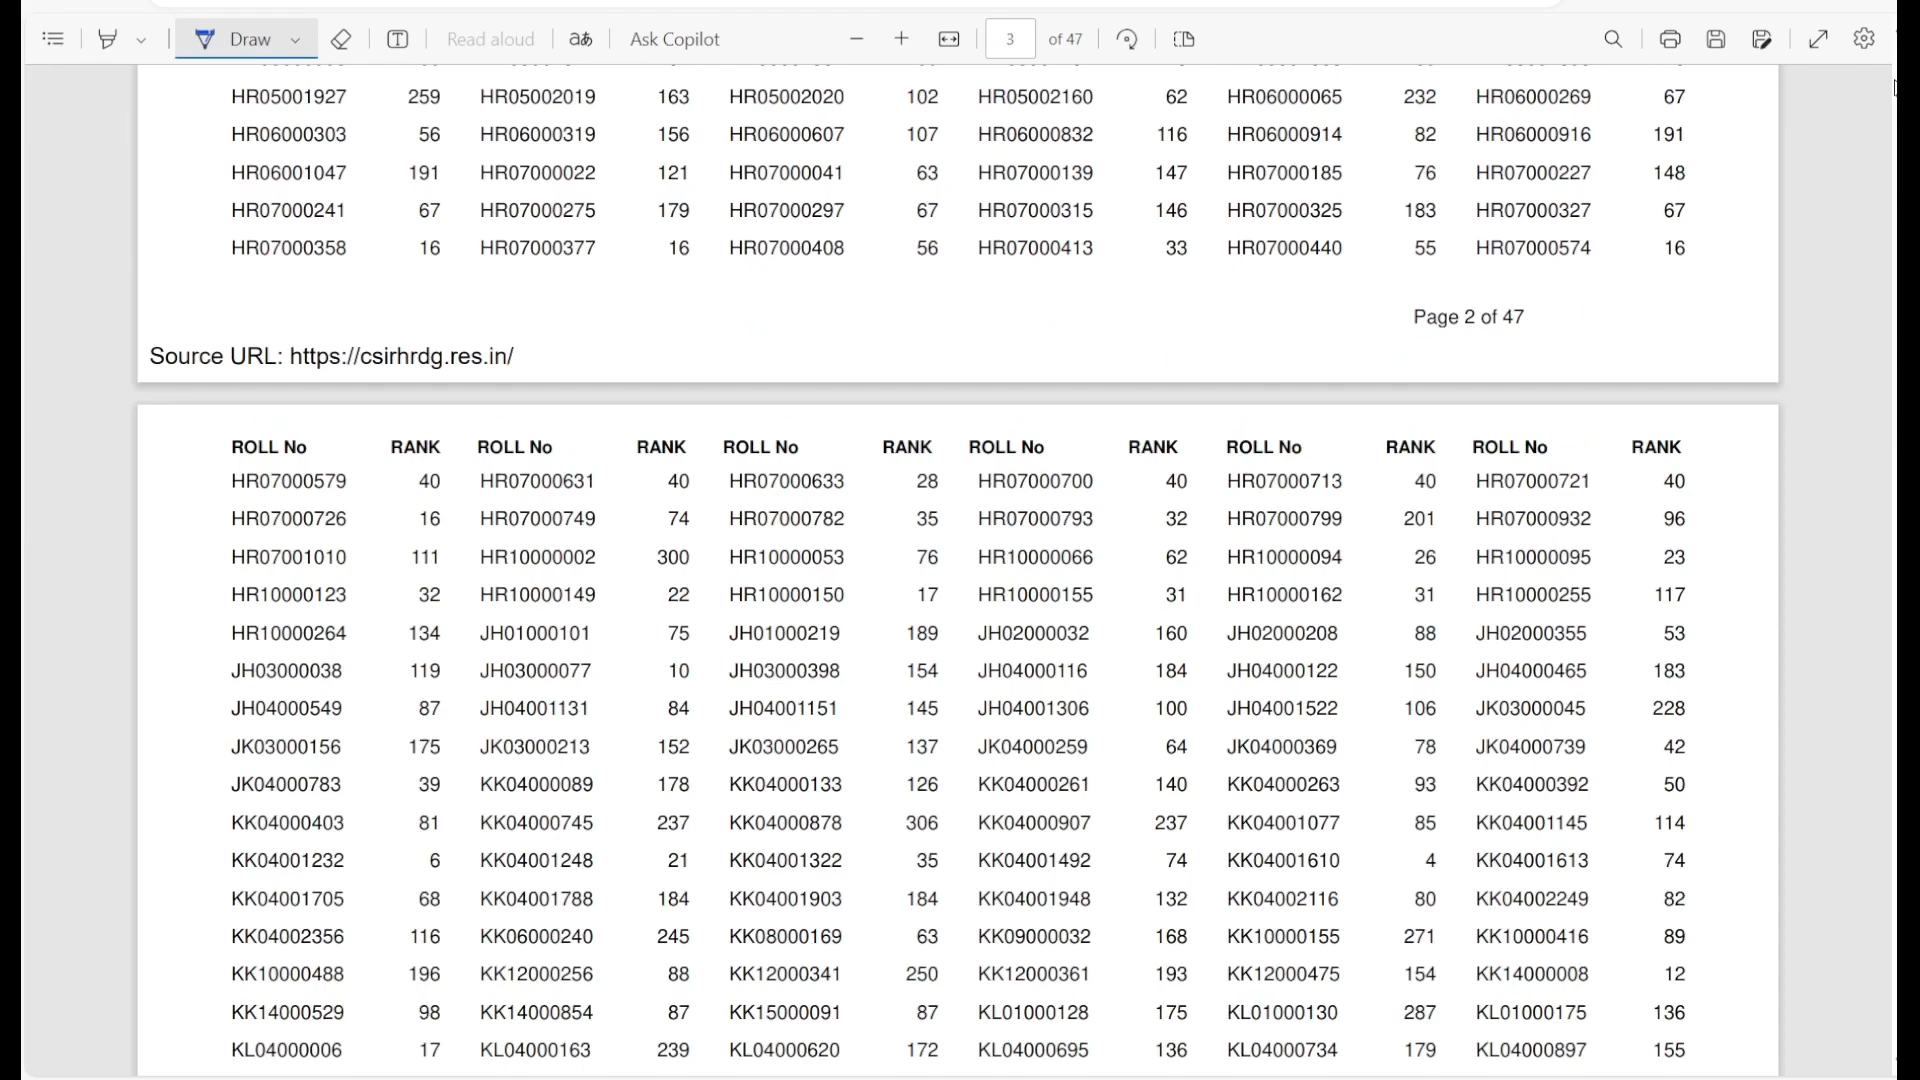 Draw Read aloud aあ Ask Copilot 3 of 47
HR05001927 259 HR05002019 163 HR05002020 102 HR05002160 62 HR06000065 232 HR06000269 67
HR06000303 56 HR06000319 156 HR06000607 107 HR06000832 116 HR06000914 82 HR06000916 191
HR06001047 191 HR07000022 121 HR07000041 63 HR07000139 147 HR07000185 76 HR07000227 148
HR07000241 67 HR07000275 179 HR07000297 67 HR07000315 146 HR07000325 183 HR07000327 67
HR07000358 16 HR07000377 16 HR07000408 56 HR07000413 33 HR07000440 55 HR07000574 16
Page 2 of 47
Source URL: https://csirhrdg.res.in/
ROLL No RANK ROLL No RANK ROLL No RANK ROLL No RANK ROLL No RANK ROLL No RANK
HR07000579 40 HR07000631 40 HR07000633 28 HR07000700 40 HR07000713 40 HR07000721 40
HR07000726 16 HR07000749 74 HR07000782 35 HR07000793 32 HR07000799 201 HR07000932 96
HR07001010 111 HR10000002 300 HR10000053 76 HR10000066 62 HR10000094 26 HR10000095 23
HR10000123 32 HR10000149 22 HR10000150 17 HR10000155 31 HR10000162 31 HR10000255 117
HR10000264 134 JH01000101 75 JH01000219 189 JH02000032 160 JH02000208 88 JH02000355 53
JH03000038 119 JH03000077 10 JH03000398 154 JH04000116 184 JH04000122 150 JH04000465 183
JH04000549 87 JH04001131 84 JH04001151 145 JH04001306 100 JH04001522 106 JK03000045 228
JK03000156 175 JK03000213 152 JK03000265 137 JK04000259 64 JK04000369 78 JK04000739 42
JK04000783 39 KK04000089 178 KK04000133 126 KK04000261 140 KK04000263 93 KK04000392 50
KK04000403 81 KK04000745 237 KK04000878 306 KK04000907 237 KK04001077 85 KK04001145 114
KK04001232 6 KK04001248 21 KK04001322 35 KK04001492 74 KK04001610 4 KK04001613 74
KK04001705 68 KK04001788 184 KK04001903 184 KK04001948 132 KK04002116 80 KK04002249 82
KK04002356 116 KK06000240 245 KK08000169 63 KK09000032 168 KK10000155 271 KK10000416 89
KK10000488 196 KK12000256 88 KK12000341 250 KK12000361 193 KK12000475 154 KK14000008 12
KK14000529 98 KK14000854 87 KK15000091 87 KL01000128 175 KL01000130 287 KL01000175 136
KL04000006 17 KL04000163 239 KL04000620 172 KL04000695 136 KL04000734 179 KL04000897 155